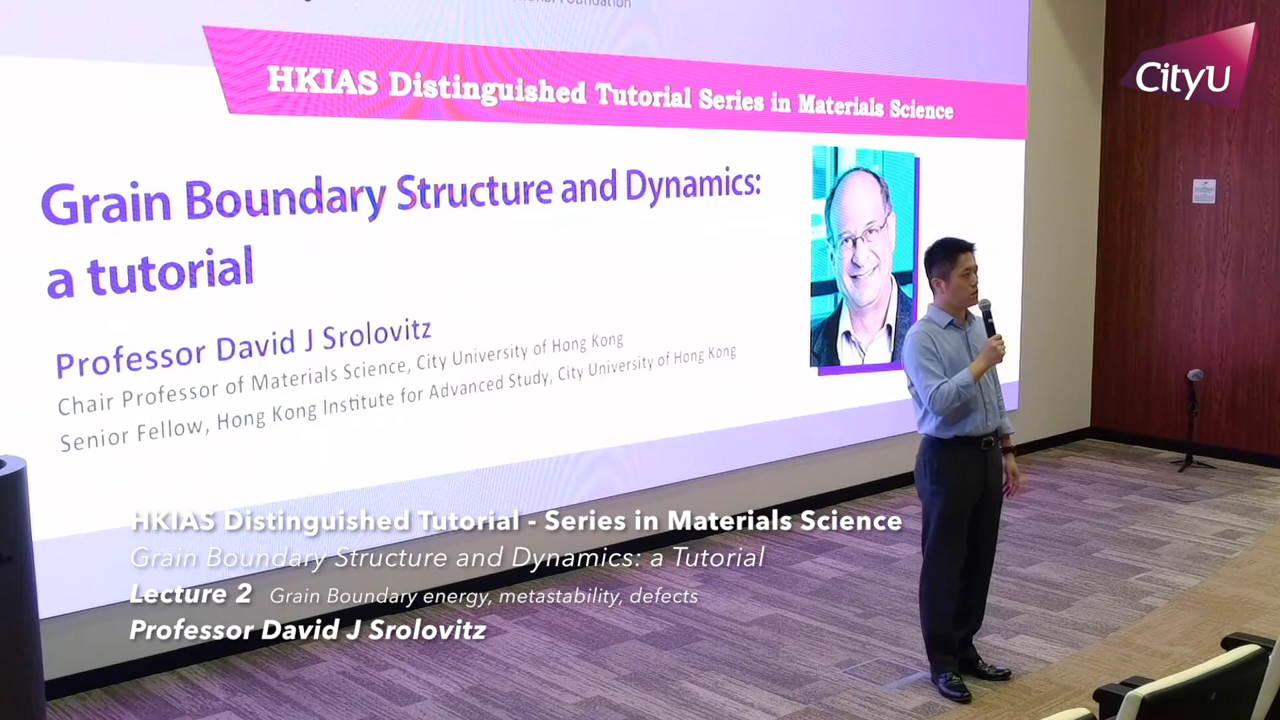 Foundation
HKIAS Distinguished Tutorial Series in Materials Science
CityU
Grain Boundary Structure and Dynamics:
a tutorial
Professor David J Srolovitz
Chair Professor of Materials Science, City University of Hong Kong
Senior Fellow, Hong Kong Institute for Advanced Study, City University of Hong Kong
HKIAS Distinguished Tutorial - Series in Materials Science
Grain Boundary Structure and Dynamics: a Tutorial
Lecture 2 Grain Boundary energy, metastability, defects
Professor David J Srolovitz